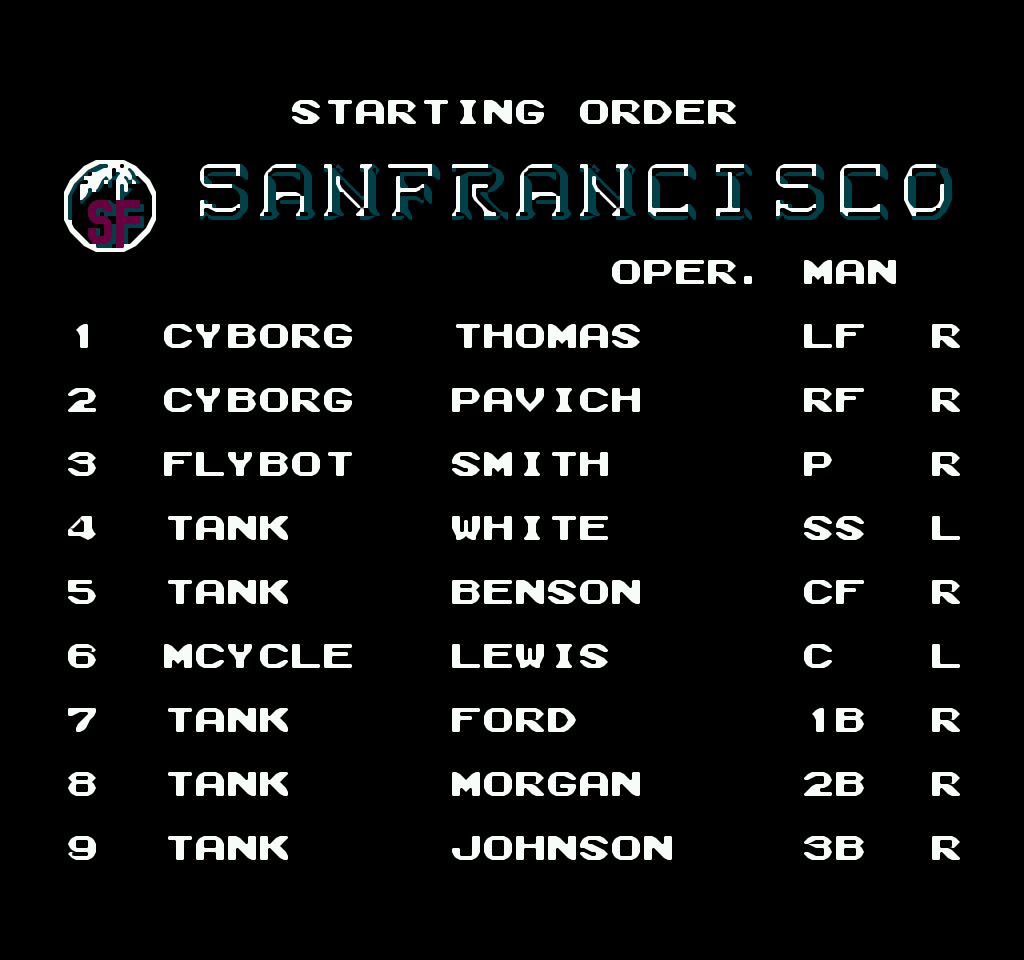 STARTING ORDER
SF SANFRANCISCO
OPER. MAN
1 CYBORG THOMAS LF R
2 CYBORG PAVICH RF R
3 FLYBOT SMITH P R
4 TANK WHITE SS L
5 TANK BENSON CF R
6 MCYCLE LEWIS C L
7 TANK FORD 1B R
8 TANK MORGAN 2B R
9 TANK JOHNSON 3B R